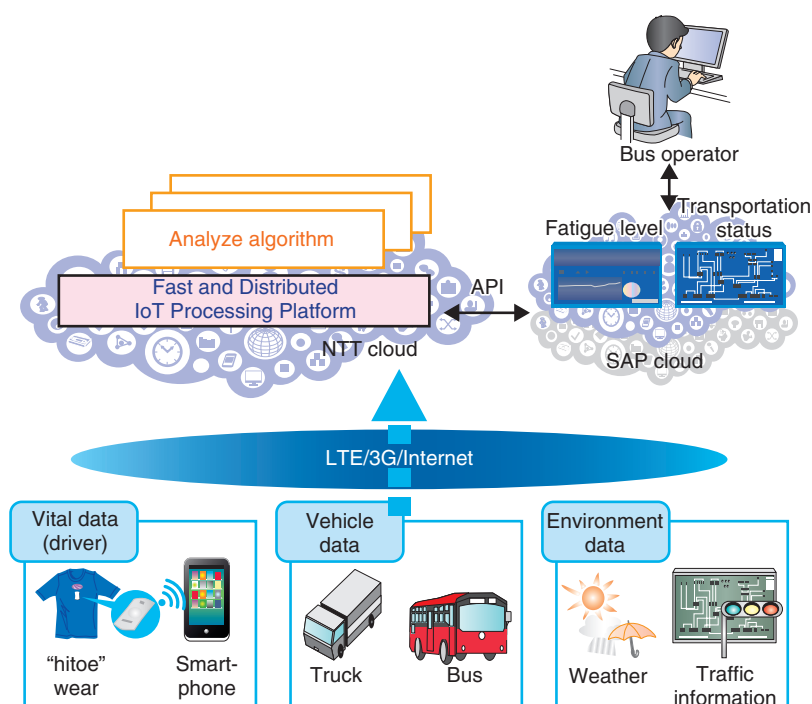 Bus operator
Transportation
status
Fatigue level
Analyze algorithm
Fast and Distributed
IoT Processing Platform
API
NTT cloud
SAP cloud
LTE/3G/Internet
Vital data
(driver)
Vehicle
data
Environment
data
“hitoe”
wear
Smart-
phone
Truck
Bus
Weather
Traffic
information